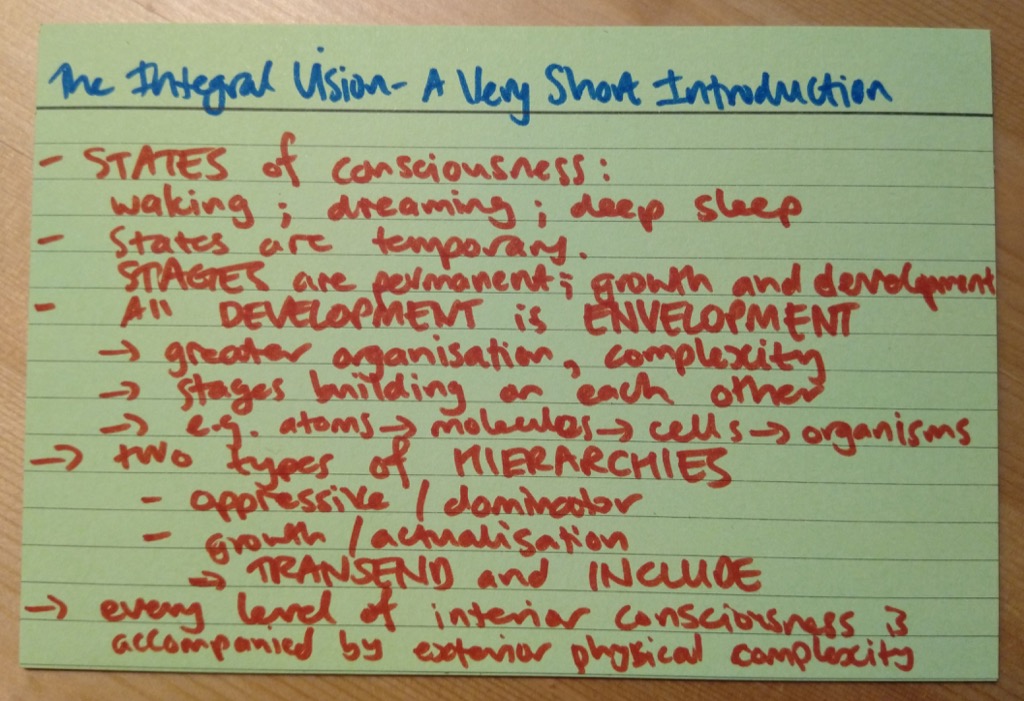 The Integral Vision - A Very Short Introduction
- STATES of consciousness:
waking ; dreaming ; deep sleep
- States are temporary.
STAGES are permanent; growth and development
- All DEVELOPMENT is ENVELOPMENT
→ greater organisation, complexity
→ stages building on each other
→ e.g. atoms → molecules → cells → organisms
→ two types of HIERARCHIES
- oppressive / dominator
- growth / actualisation
→ TRANSEND and INCLUDE
→ every level of interior consciousness is
accompanied by exterior physical complexity